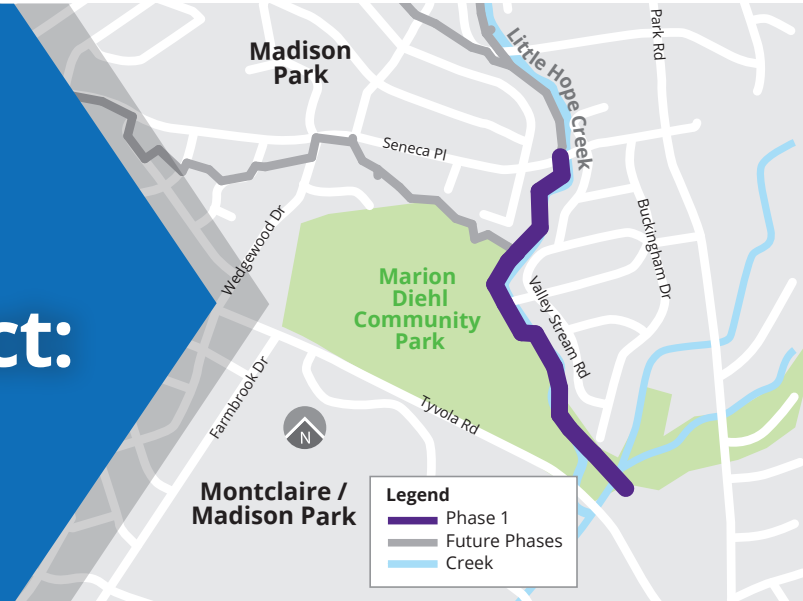 Madison
Park
Little Hope Creek
Park Rd
Seneca Pl
Wedgewood Dr
Buckingham Dr
Marion
Diehl
Community
Park
Valley Stream Rd
ct:
Farmbrook Dr
Tyvola Rd
N
Montclaire /
Madison Park
Legend
Phase 1
Future Phases
Creek